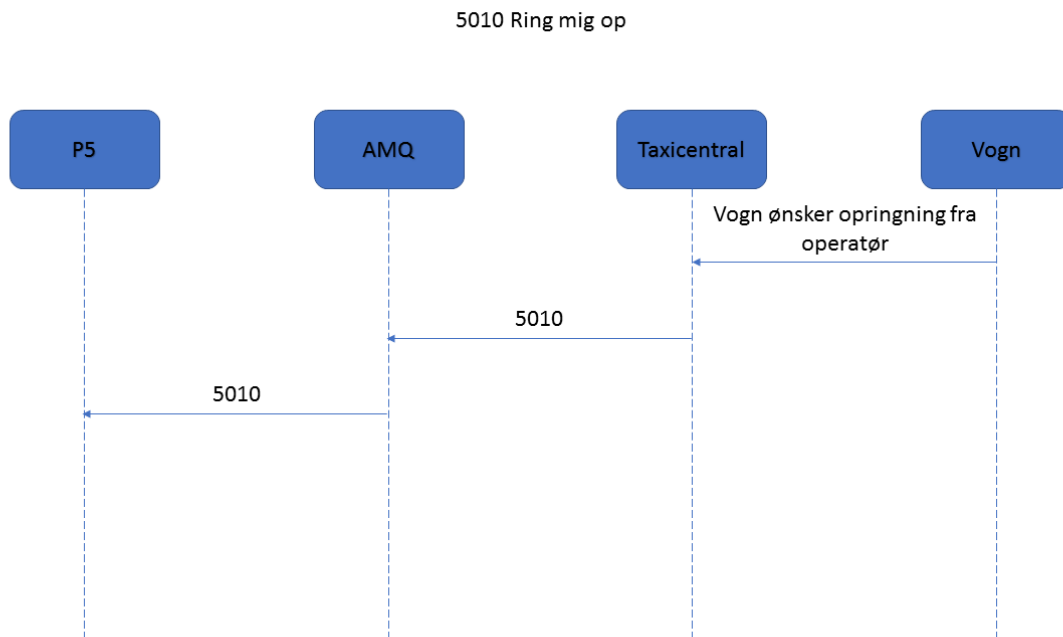 5010 Ring mig op
P5
AMQ
Taxicentral
Vogn
Vogn ønsker opringning fra
operatør
5010
5010